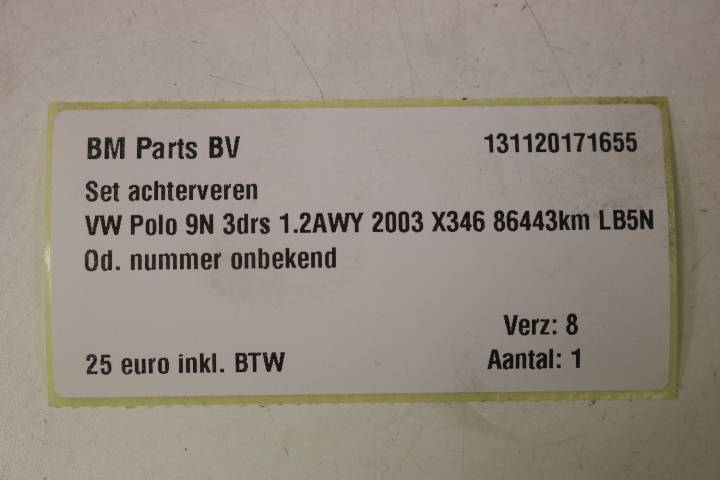 BM Parts BV 131120171655
Set achterveren
VW Polo 9N 3drs 1.2AWY 2003 X346 86443km LB5N
Od. nummer onbekend
Verz: 8
25 euro inkl. BTW Aantal: 1